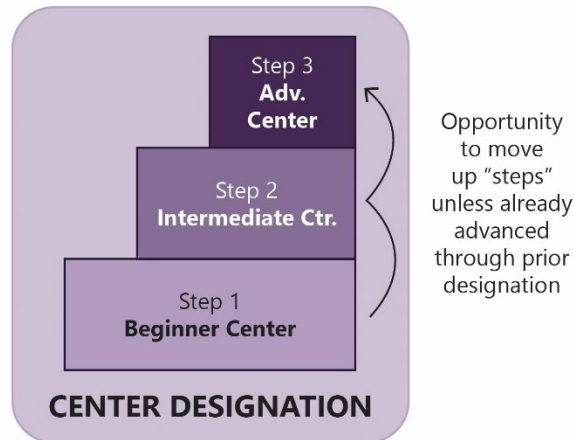 Step 3
Adv.
Center
Step 2
Intermediate Ctr.
Step 1
Beginner Center
CENTER DESIGNATION
Opportunity
to move
up “steps”
unless already
advanced
through prior
designation